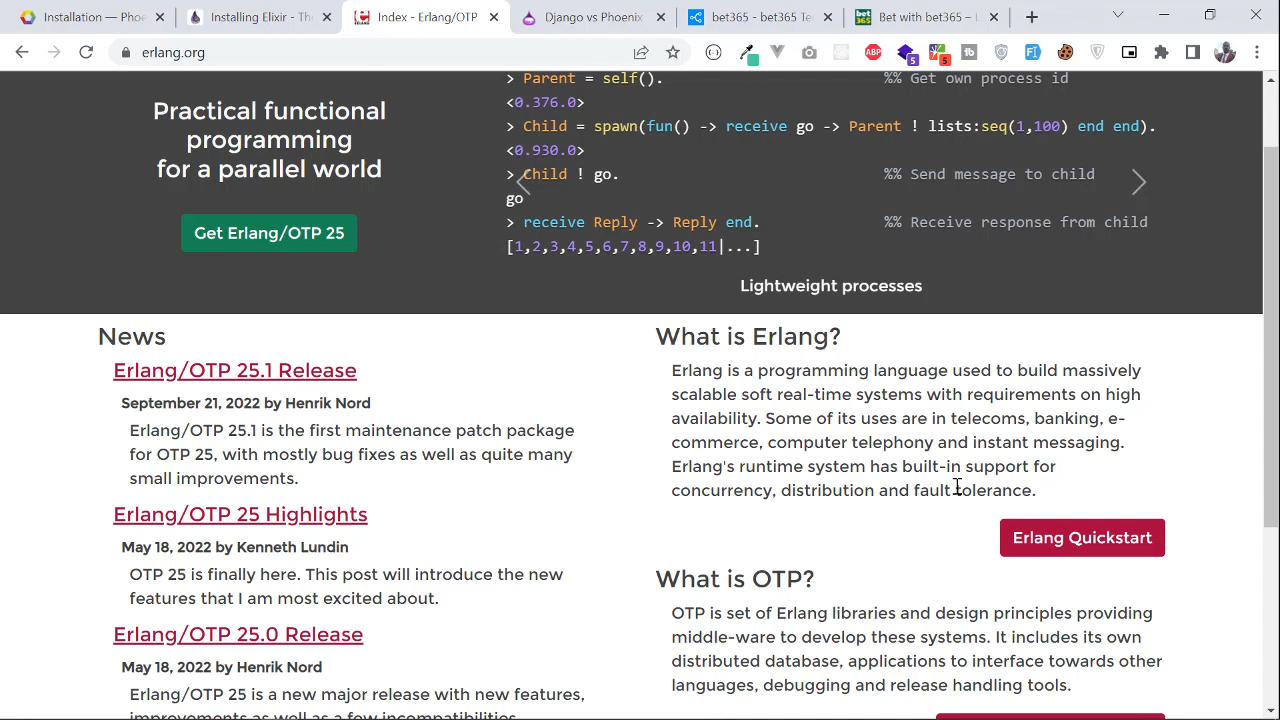 Installation — Phoe
Installing Elixir - The
Index - Erlang/OTP
Django vs Phoenix
Bet365 - bet365
Bet with bet365 –
erlang.org
Practical functional
programming
for a parallel world
Get Erlang/OTP 25
> Parent = self(). %% Get own process id
<0.376.0>
> Child = spawn(fun() -> receive go -> Parent ! lists:seq(1,100) end end).
<0.930.0>
> Child ! go. %% Send message to child
go
> receive Reply -> Reply end. %% Receive response from child
[1,2,3,4,5,6,7,8,9,10,11|...]
Lightweight processes
News
Erlang/OTP 25.1 Release
September 21, 2022 by Henrik Nord
Erlang/OTP 25.1 is the first maintenance patch package
for OTP 25, with mostly bug fixes as well as quite many
small improvements.
Erlang/OTP 25 Highlights
May 18, 2022 by Kenneth Lundin
OTP 25 is finally here. This post will introduce the new
features that I am most excited about.
Erlang/OTP 25.0 Release
May 18, 2022 by Henrik Nord
Erlang/OTP 25 is a new major release with new features,
improvements as well as a few incompatibilities
What is Erlang?
Erlang is a programming language used to build massively
scalable soft real-time systems with requirements on high
availability. Some of its uses are in telecoms, banking, e-
commerce, computer telephony and instant messaging.
Erlang's runtime system has built-in support for
concurrency, distribution and fault tolerance.
Erlang Quickstart
What is OTP?
OTP is set of Erlang libraries and design principles providing
middle-ware to develop these systems. It includes its own
distributed database, applications to interface towards other
languages, debugging and release handling tools.